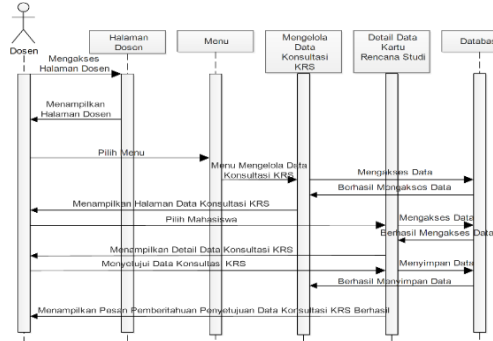 Dosen
Halaman
Dosen
Menu
Mengelola
Data
Konsultasi
KRS
Detail Data
Kartu
Rencana Studi
Databas
Mengakses
Halaman Dosen
Menampilkan
Halaman Dosen
Pilih Menu
Menu Mengelola Data
Konsultasi KRS
Mengakses Data
Berhasil Mengakses Data
Menampilkan Halaman Data Konsultasi KRS
Pilih Mahasiswa
Mengakses Data
Berhasil Mengakses Data
Menampilkan Detail Data Konsultasi KRS
Menyetujui Data Konsultasi KRS
Menyimpan Data
Berhasil Menyimpan Data
Menampilkan Pesan Pemberitahuan Penyetujuan Data Konsultasi KRS Berhasil